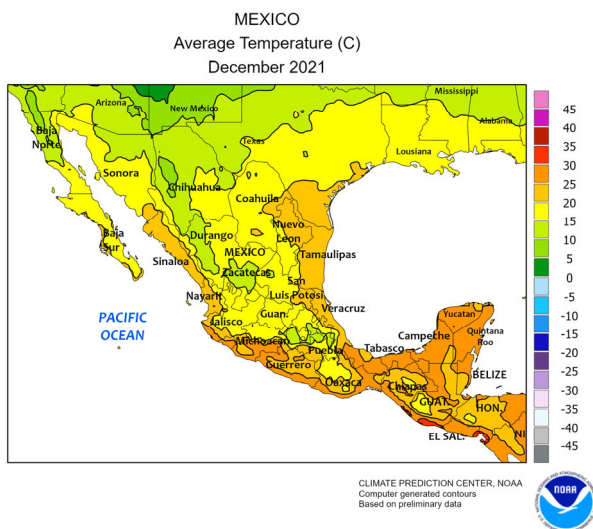 MEXICO
Average Temperature (C)
December 2021
Mississippi
Arizona
New Mexico
Alabama
Baja
Norte
Texas
Lousiana
Sonora
Chihuahua
Coahuila
Nuevo
Leon
Baja
Sur
Durango
MEXICO
Tamaulipas
Sinaloa
Zacatecas
San
Luis Potosi
Nayarit
Veracruz
Guan.
Jalisco
PACIFIC
OCEAN
Yucatan
Quintana
Roo
Campeche
Michoacan
Puebla
Tabasco
Guerrero
BELIZE
Oaxaca
Chiapas
GUAT.
HON.
EL SAL.
NI
45
40
35
30
25
20
15
10
5
0
-5
-10
-15
-20
-25
-30
-35
-40
-45
CLIMATE PREDICTION CENTER, NOAA
Computer generated contours
Based on preliminary data
NOAA